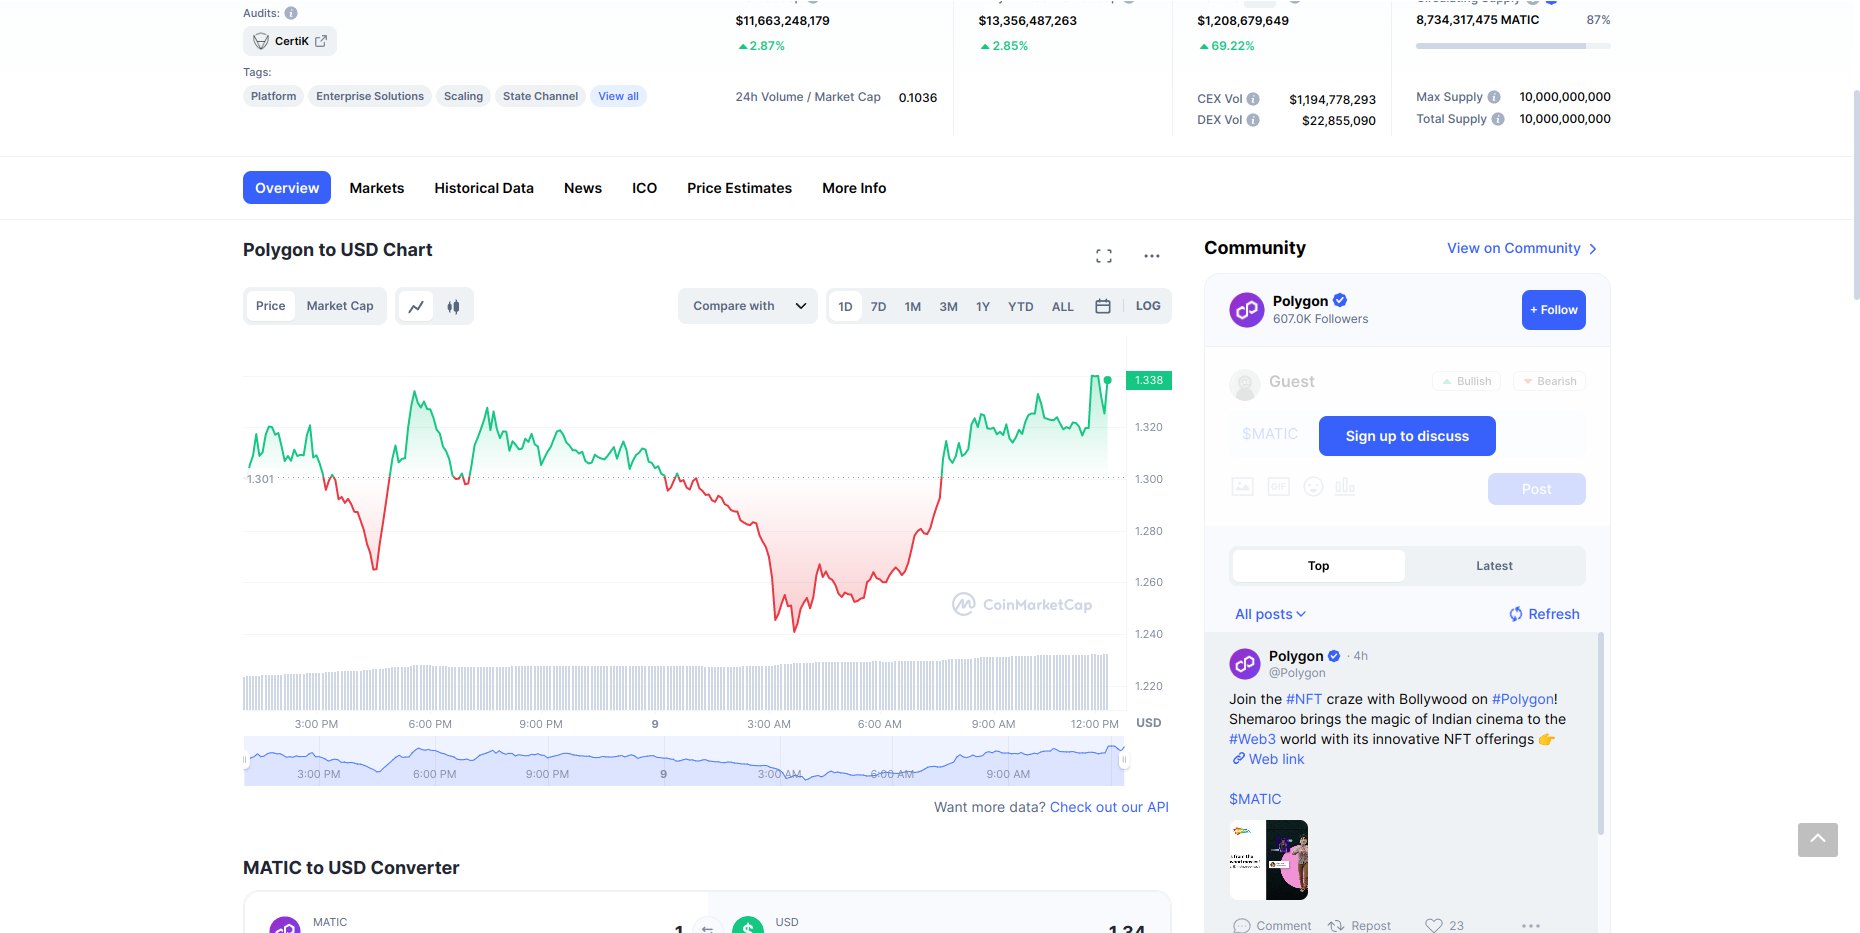 Audits:
CertiK
Tags:
Platform
Enterprise Solutions
Scaling
State Channel
View all
$11,663,248,179
2.87%
24h Volume / Market Cap 0.1036
$13,356,487,263
2.85%
$1,208,679,649
69.22%
CEX Vol $1,194,778,293
DEX Vol $22,855,090
8,734,317,475 MATIC 87%
Max Supply 10,000,000,000
Total Supply 10,000,000,000
Overview Markets Historical Data News ICO Price Estimates More Info
Polygon to USD Chart
Price Market Cap
Compare with
1D 7D 1M 3M 1Y YTD ALL LOG
1.338
1.320
1.301
1.300
1.280
1.260
CoinMarketCap
1.240
1.220
3:00 PM 6:00 PM 9:00 PM 9 3:00 AM 6:00 AM 9:00 AM 12:00 PM USD
3:00 PM 6:00 PM 9:00 PM 9 3:00 AM 6:00 AM 9:00 AM
Want more data? Check out our API
MATIC to USD Converter
MATIC 1
USD 1.34
Community
View on Community
Polygon
607.0K Followers
+ Follow
Guest
Bullish
Bearish
$MATIC
Sign up to discuss
GIF
Post
Top
Latest
All posts
Refresh
Polygon · 4h
@Polygon
Join the #NFT craze with Bollywood on #Polygon!
Shemaroo brings the magic of Indian cinema to the
#Web3 world with its innovative NFT offerings 👉
Web link
$MATIC
Comment
Repost
23